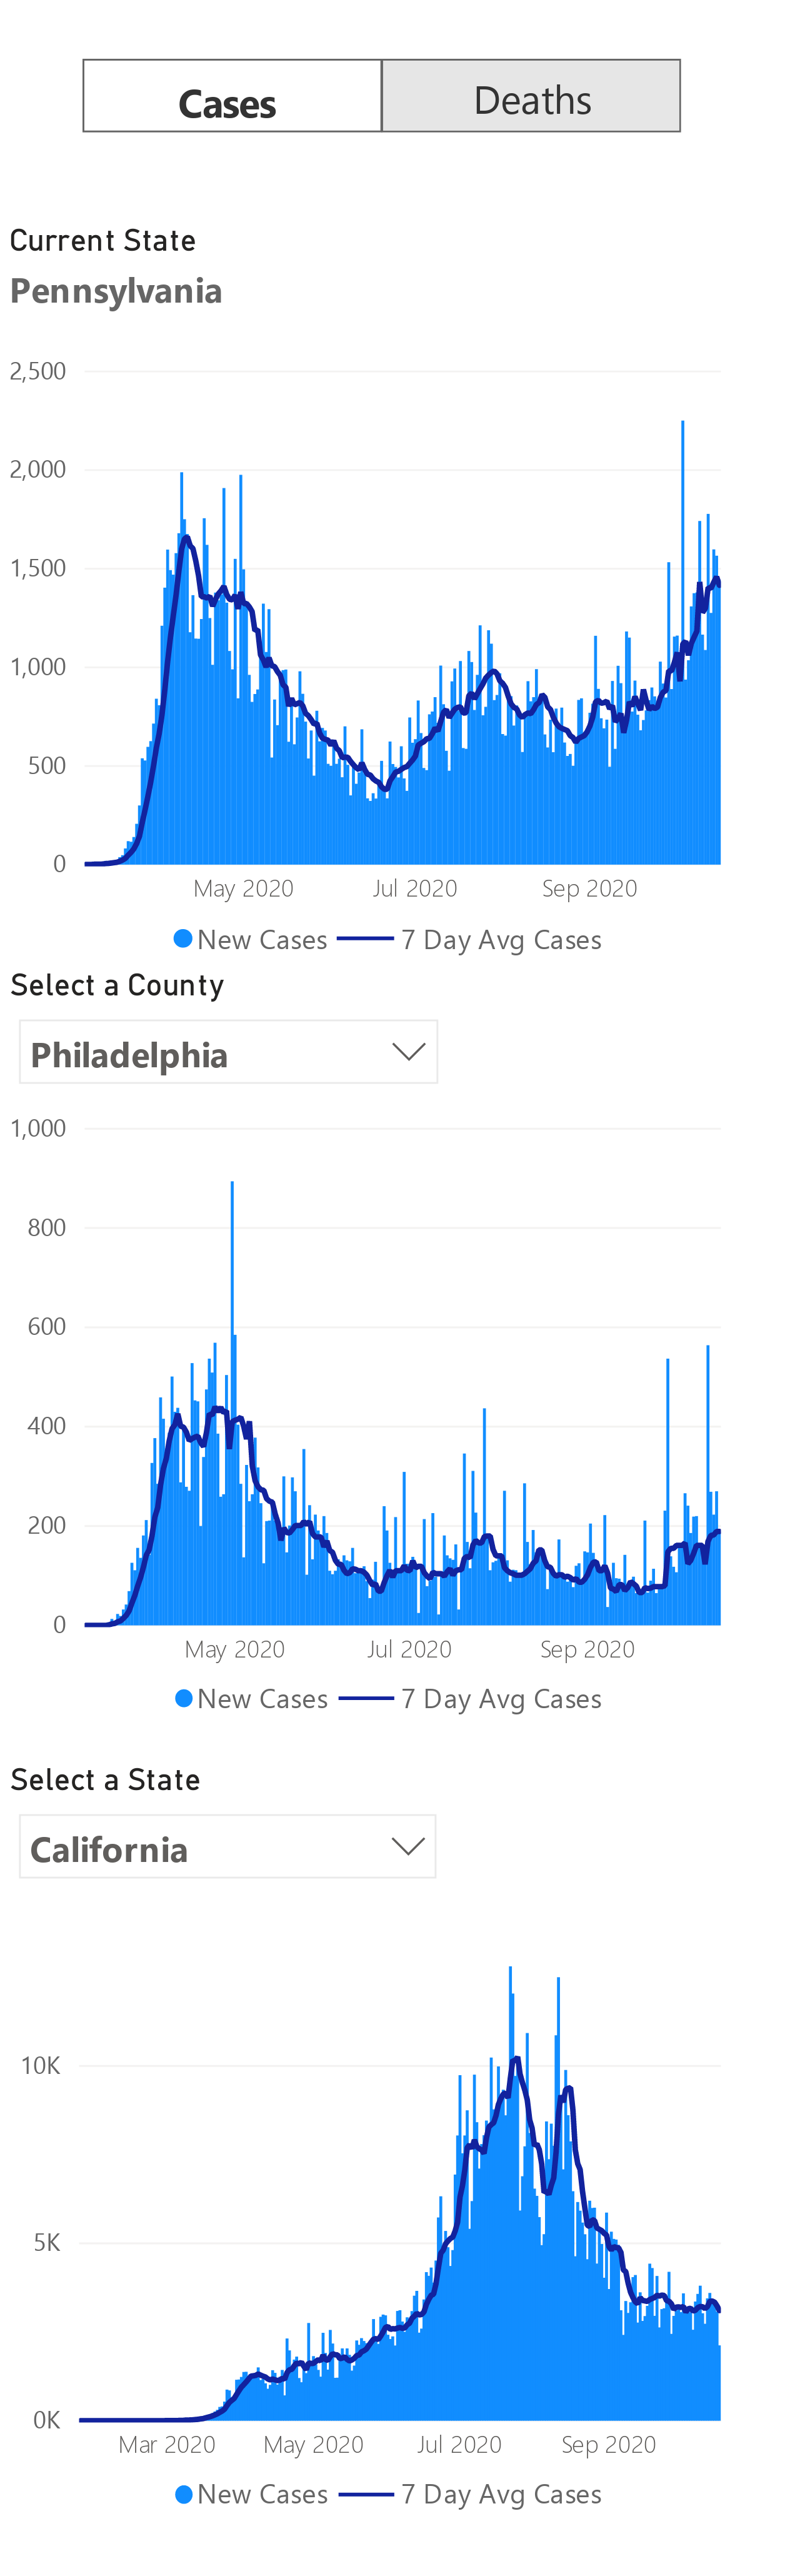 Cases Deaths
Current State
Pennsylvania
2,500
2,000
1,500
1,000
500
0
May 2020 Jul 2020 Sep 2020
New Cases 7 Day Avg Cases
Select a County
Philadelphia
1,000
800
600
400
200
0
May 2020 Jul 2020 Sep 2020
New Cases 7 Day Avg Cases
Select a State
California
10K
5K
0K
Mar 2020 May 2020 Jul 2020 Sep 2020
New Cases 7 Day Avg Cases